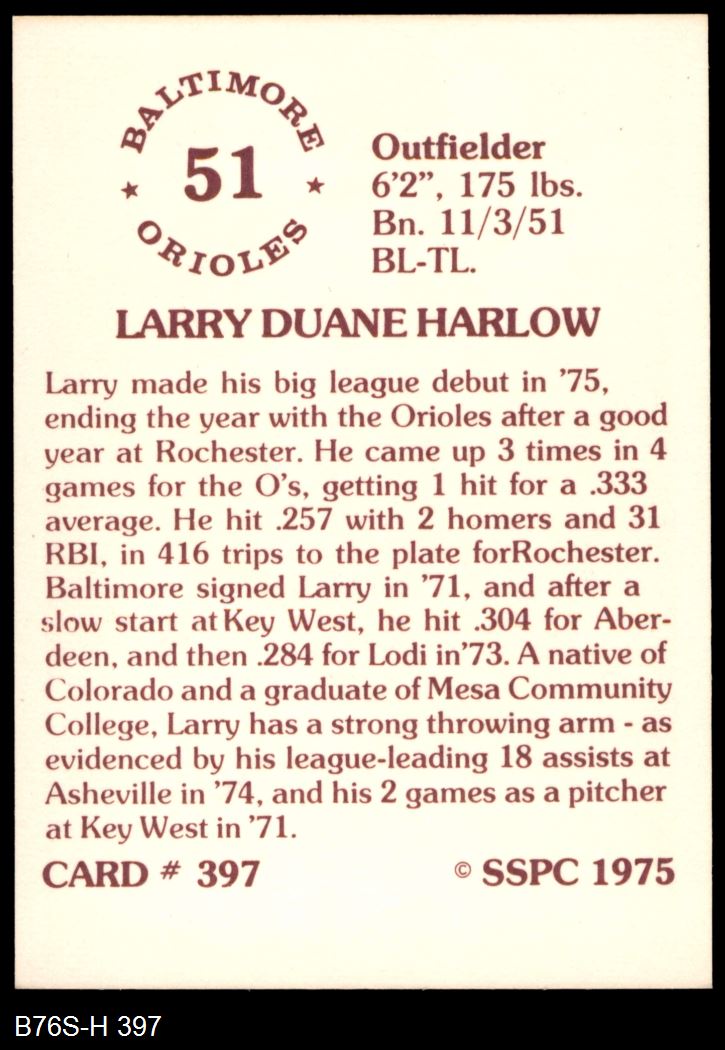 BALTIMORE
51
ORIOLES
Outfielder
6'2", 175 lbs.
Bn. 11/3/51
BL-TL.
LARRY DUANE HARLOW
Larry made his big league debut in '75,
ending the year with the Orioles after a good
year at Rochester. He came up 3 times in 4
games for the O's, getting 1 hit for a .333
average. He hit .257 with 2 homers and 31
RBI, in 416 trips to the plate forRochester.
Baltimore signed Larry in '71, and after a
slow start at Key West, he hit .304 for Aber-
deen, and then .284 for Lodi in'73. A native of
Colorado and a graduate of Mesa Community
College, Larry has a strong throwing arm - as
evidenced by his league-leading 18 assists at
Asheville in '74, and his 2 games as a pitcher
at Key West in '71.
CARD # 397
© SSPC 1975
B76S-H 397